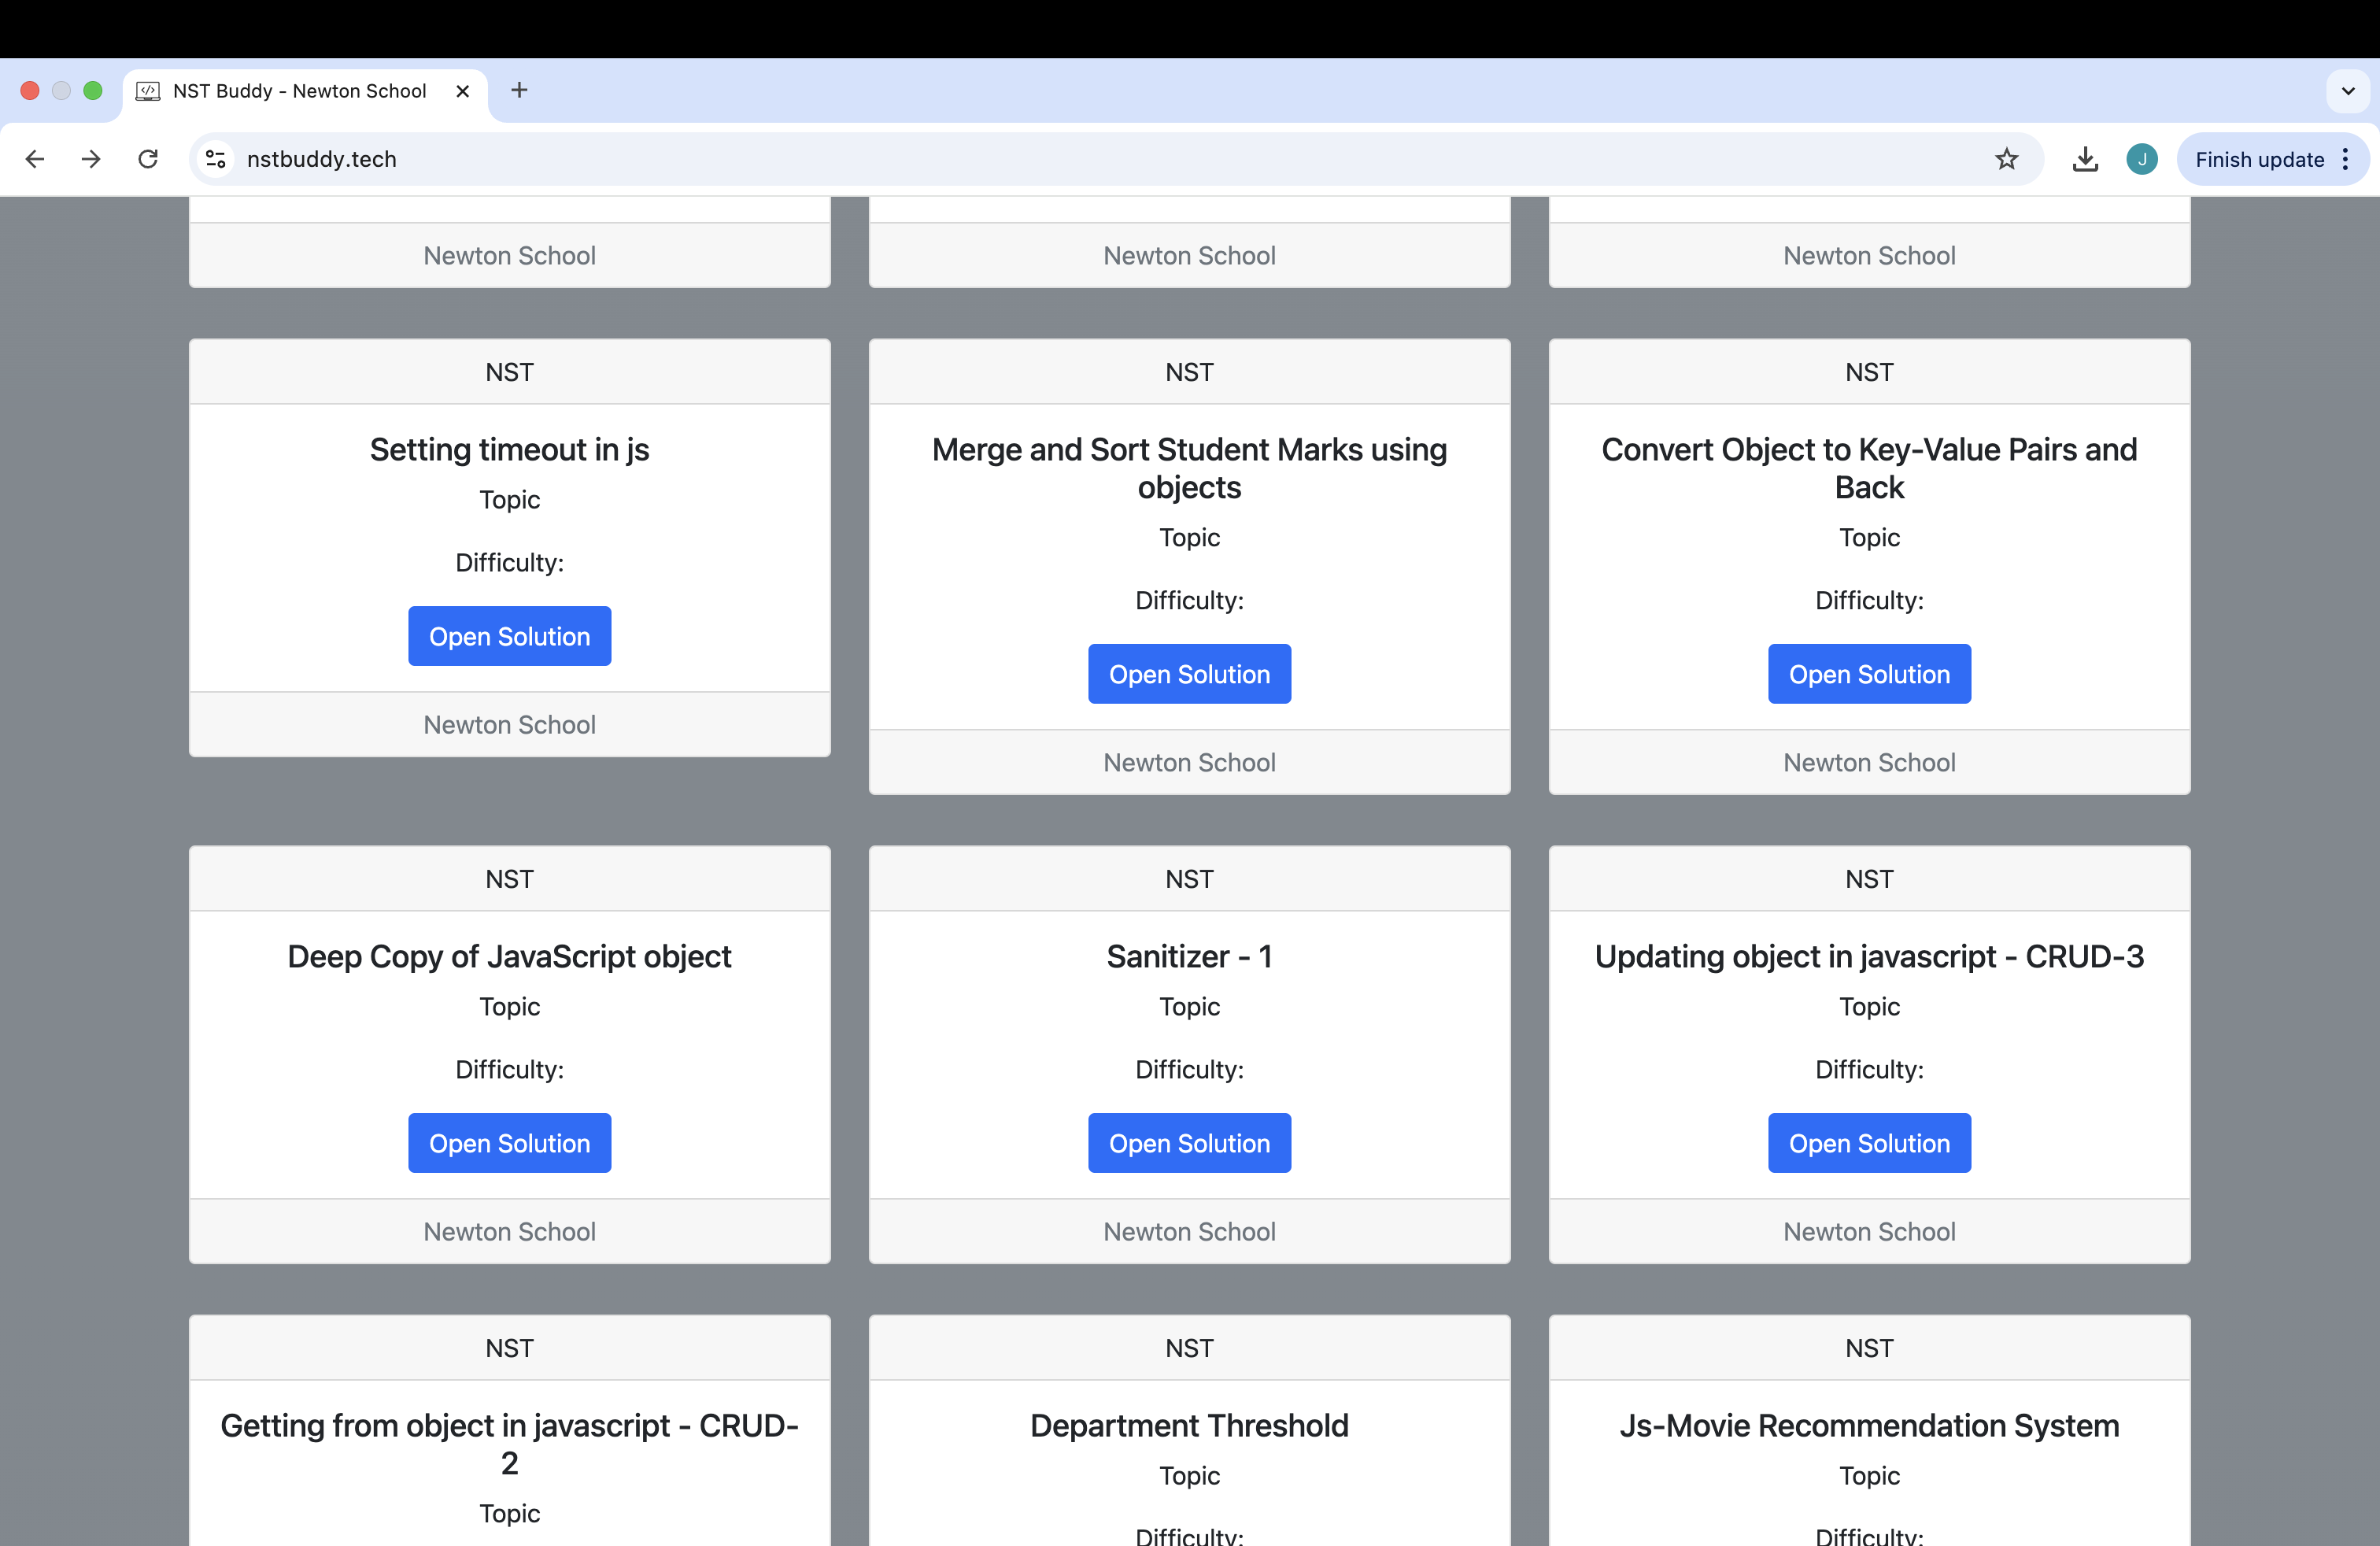 NST Buddy - Newton School
nstbuddy.tech
J
Finish update
Newton School
Newton School
Newton School
NST
Setting timeout in js
Topic
Difficulty:
Open Solution
Newton School
NST
Merge and Sort Student Marks using
objects
Topic
Difficulty:
Open Solution
Newton School
NST
Convert Object to Key-Value Pairs and
Back
Topic
Difficulty:
Open Solution
Newton School
NST
Deep Copy of JavaScript object
Topic
Difficulty:
Open Solution
Newton School
NST
Sanitizer - 1
Topic
Difficulty:
Open Solution
Newton School
NST
Updating object in javascript - CRUD-3
Topic
Difficulty:
Open Solution
Newton School
NST
Getting from object in javascript - CRUD-
2
Topic
NST
Department Threshold
Topic
Difficulty:
NST
Js-Movie Recommendation System
Topic
Difficulty: